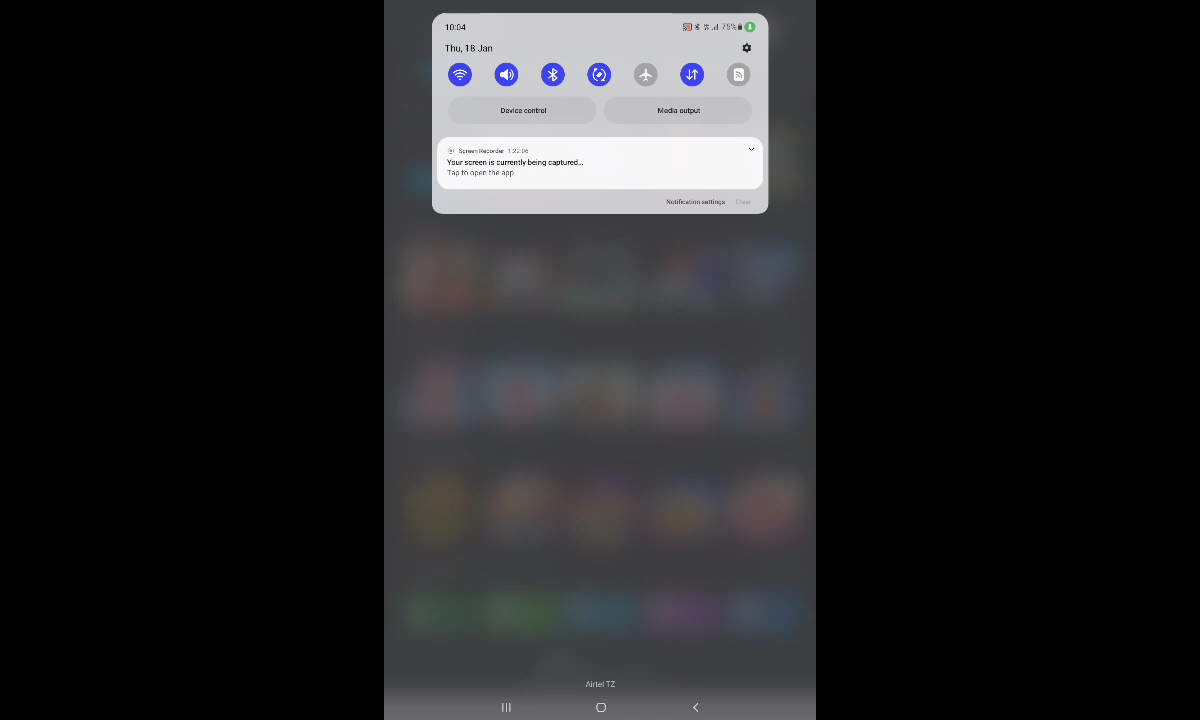 10:04 75%
Thu, 18 Jan
Device control Media output
Screen Recorder 1:22:06
Your screen is currently being captured...
Tap to open the app.
Notification settings Clear
Airtel TZ